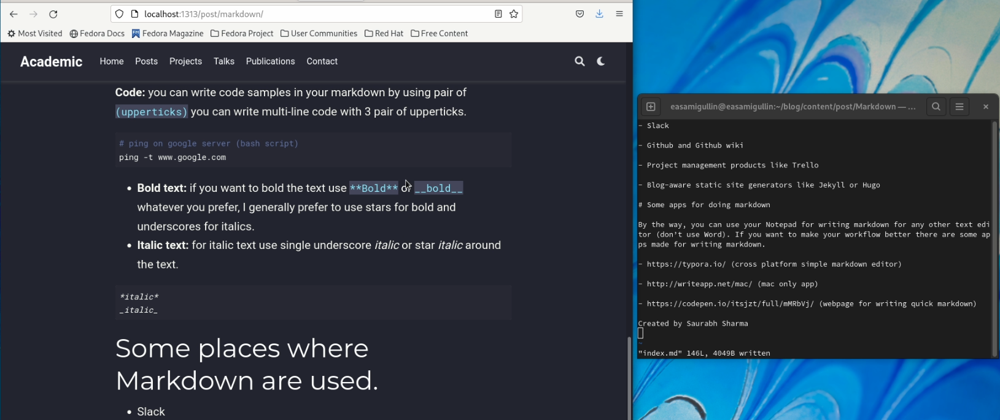 localhost:1313/post/markdown/
Most Visited Fedora Docs Fedora Magazine Fedora Project User Communities Red Hat Free Content
Academic Home Posts Projects Talks Publications Contact
Code: you can write code samples in your markdown by using pair of
(upperticks) you can write multi-line code with 3 pair of upperticks.
# ping on google server (bash script)
ping -t www.google.com
• Bold text: if you want to bold the text use **Bold** or __bold__
whatever you prefer, I generally prefer to use stars for bold and
underscores for italics.
• Italic text: for italic text use single underscore italic or star italic around
the text.
*italic*
_italic_
Some places where
Markdown are used.
• Slack
easamigullin@easamigullin:~/blog/content/post/Markdown — ...
- Slack
- Github and Github wiki
- Project management products like Trello
- Blog-aware static site generators like Jekyll or Hugo
# Some apps for doing markdown
By the way, you can use your Notepad for writing markdown for any other text edi
tor (don't use Word). If you want to make your workflow better there are some ap
ps made for writing markdown.
- https://typora.io/ (cross platform simple markdown editor)
- http://writeapp.net/mac/ (mac only app)
- https://codepen.io/itsjzt/full/mMRbVj/ (webpage for writing quick markdown)
Created by Saurabh Sharma
~
"index.md" 146L, 4049B written